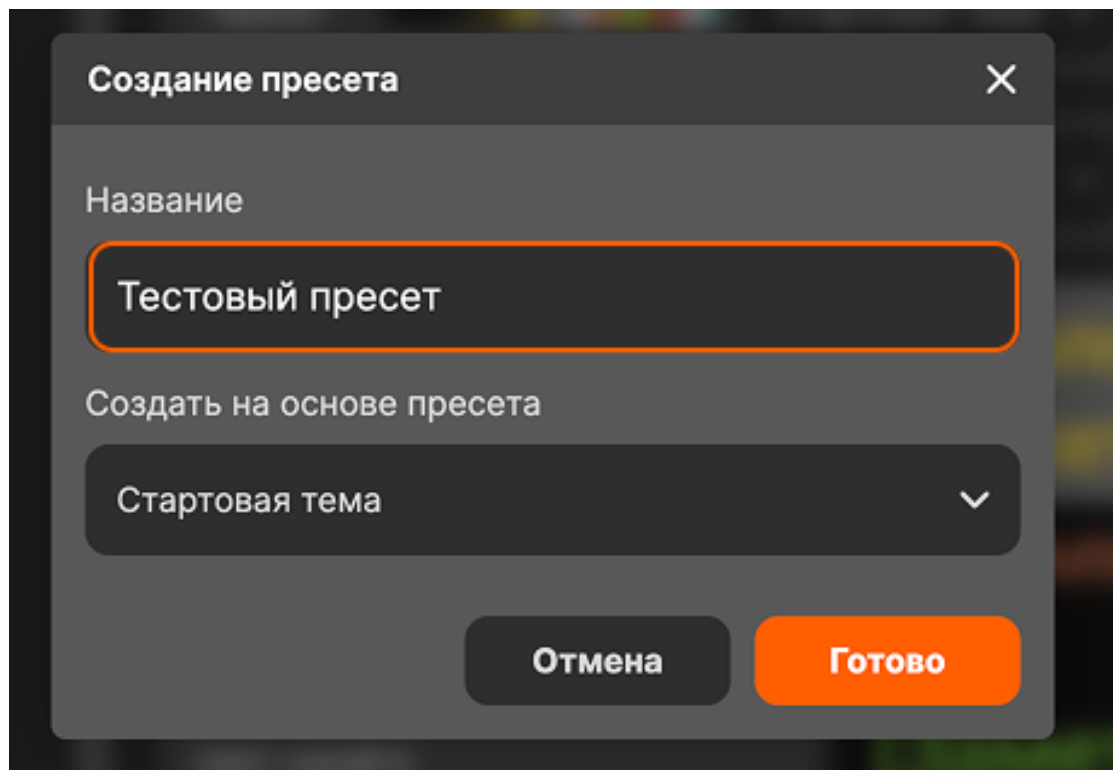 Создание пресета
Название
Тестовый пресет
Создать на основе пресета
Стартовая тема
Отмена
Готово